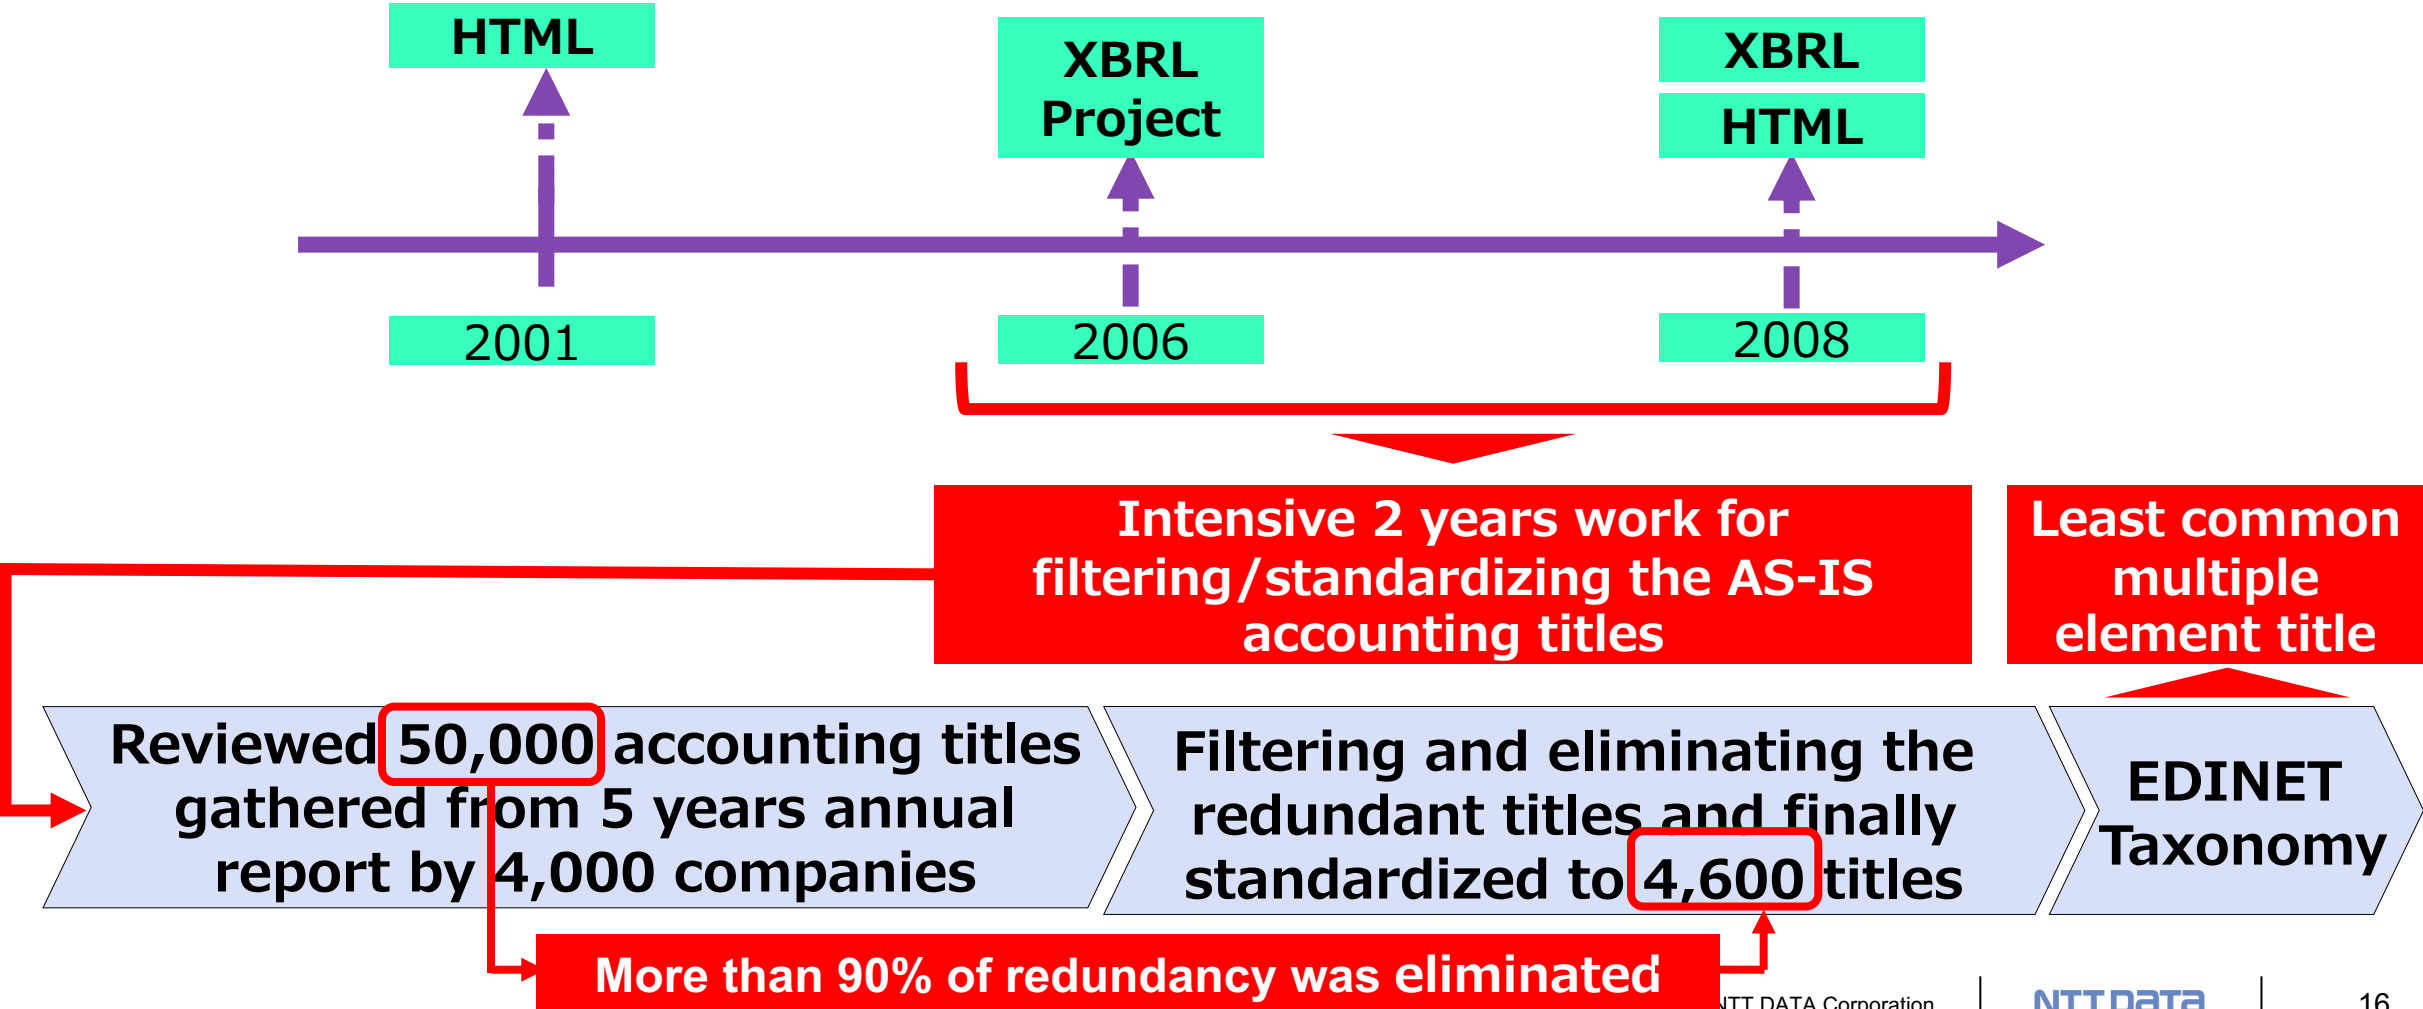 HTML
XBRL
Project
XBRL
HTML
2001
2006
2008
Intensive 2 years work for
filtering/standardizing the AS-IS
accounting titles
Least common
multiple
element title
Reviewed 50,000 accounting titles
gathered from 5 years annual
report by 4,000 companies
Filtering and eliminating the
redundant titles and finally
standardized to 4,600 titles
EDINET
Taxonomy
More than 90% of redundancy was eliminated
NTT DATA Corporation
NTT DATA
16